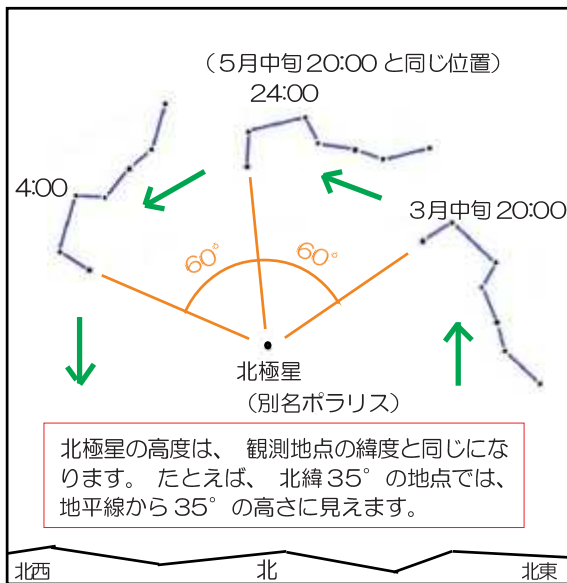 (５月中旬 20:00 と同じ位置)
24:00
4:00
３月中旬 20:00
60°
60°
北極星
(別名ポラリス)
北極星の高度は、 観測地点の緯度と同じにな
ります。 たとえば、 北緯 35° の地点では、
地平線から 35° の高さに見えます。
北西
北
北東